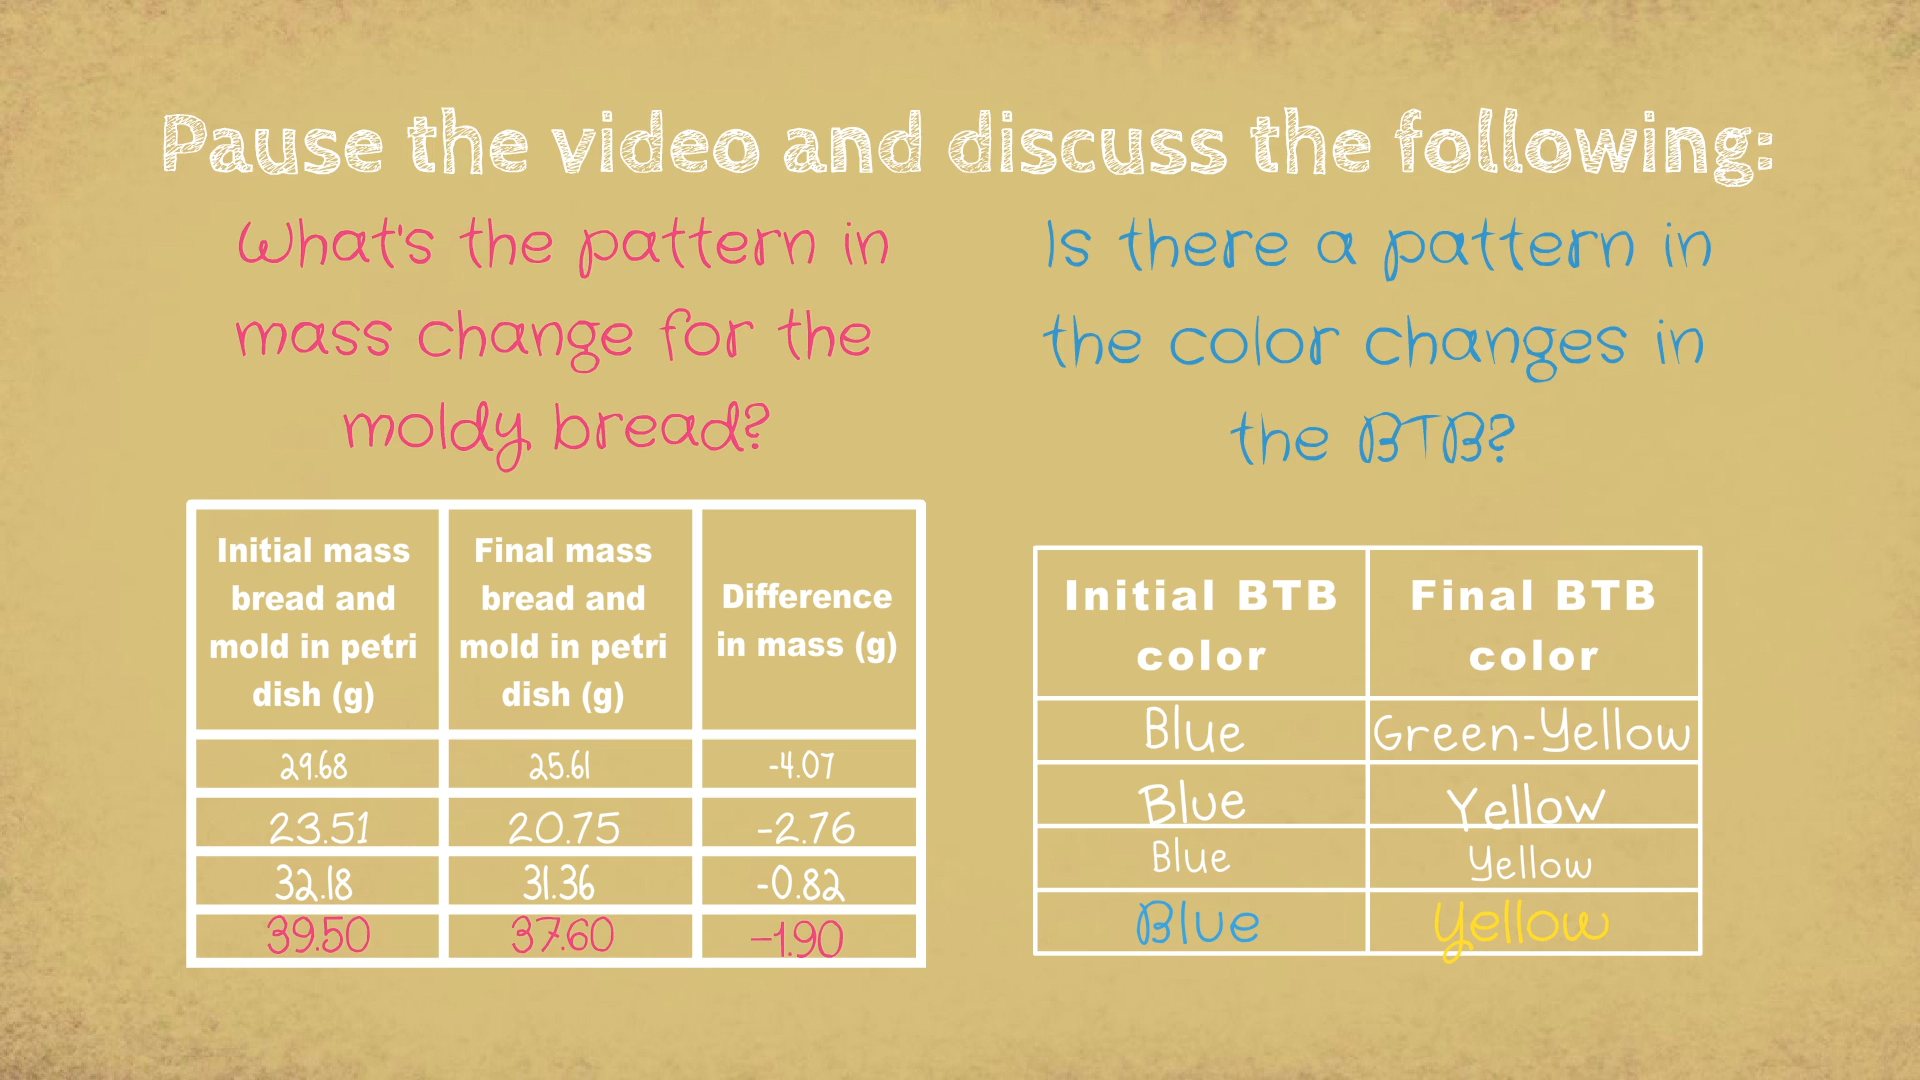 Pause the video and discuss the following:
What's the pattern in
mass change for the
moldy bread?
Is there a pattern in
the color changes in
the BTB?
Initial mass
bread and
mold in petri
dish (g)
Final mass
bread and
mold in petri
dish (g)
Difference
in mass (g)
29.68 25.61 -4.07
23.51 20.75 -2.76
32.18 31.36 -0.82
39.50 37.60 -1.90
Initial BTB
color
Final BTB
color
Blue Green-Yellow
Blue Yellow
Blue Yellow
Blue Yellow